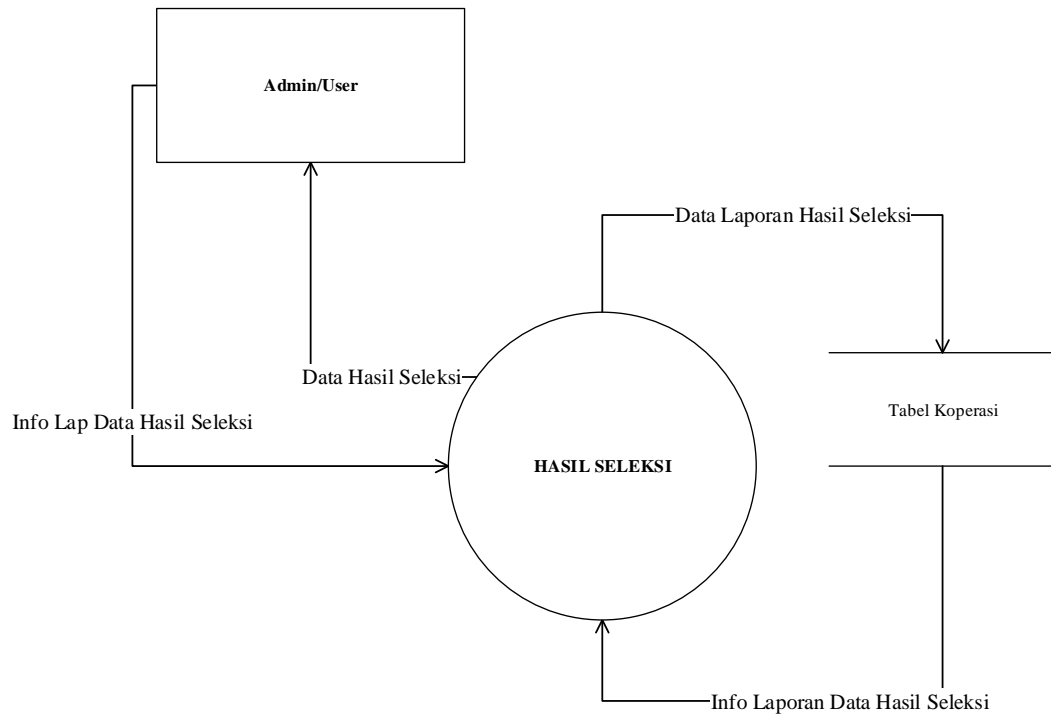 Admin/User
Data Laporan Hasil Seleksi
Data Hasil Seleksi
Tabel Koperasi
Info Lap Data Hasil Seleksi
HASIL SELEKSI
Info Laporan Data Hasil Seleksi